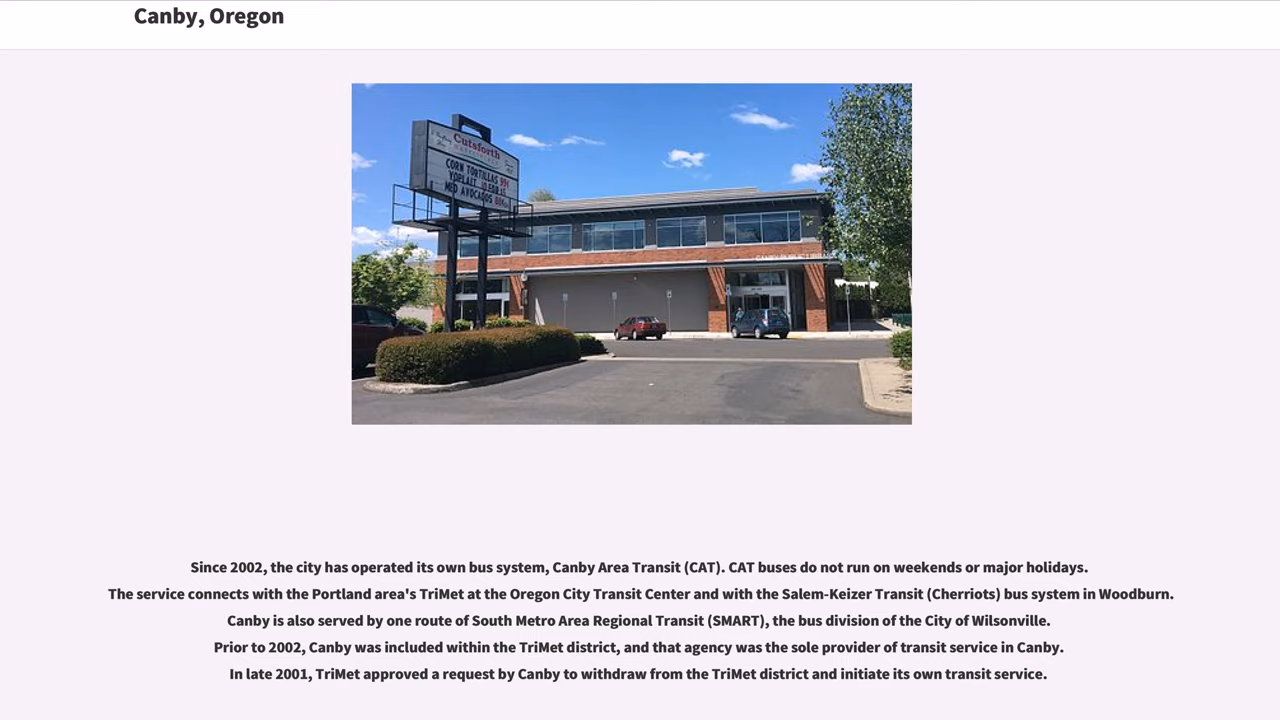 Canby, Oregon
Cutsforth
CORN TORTILLAS 99¢
YOPLAIT
MED AVOCADOS 88¢
Since 2002, the city has operated its own bus system, Canby Area Transit (CAT). CAT buses do not run on weekends or major holidays.
The service connects with the Portland area's TriMet at the Oregon City Transit Center and with the Salem-Keizer Transit (Cherriots) bus system in Woodburn.
Canby is also served by one route of South Metro Area Regional Transit (SMART), the bus division of the City of Wilsonville.
Prior to 2002, Canby was included within the TriMet district, and that agency was the sole provider of transit service in Canby.
In late 2001, TriMet approved a request by Canby to withdraw from the TriMet district and initiate its own transit service.